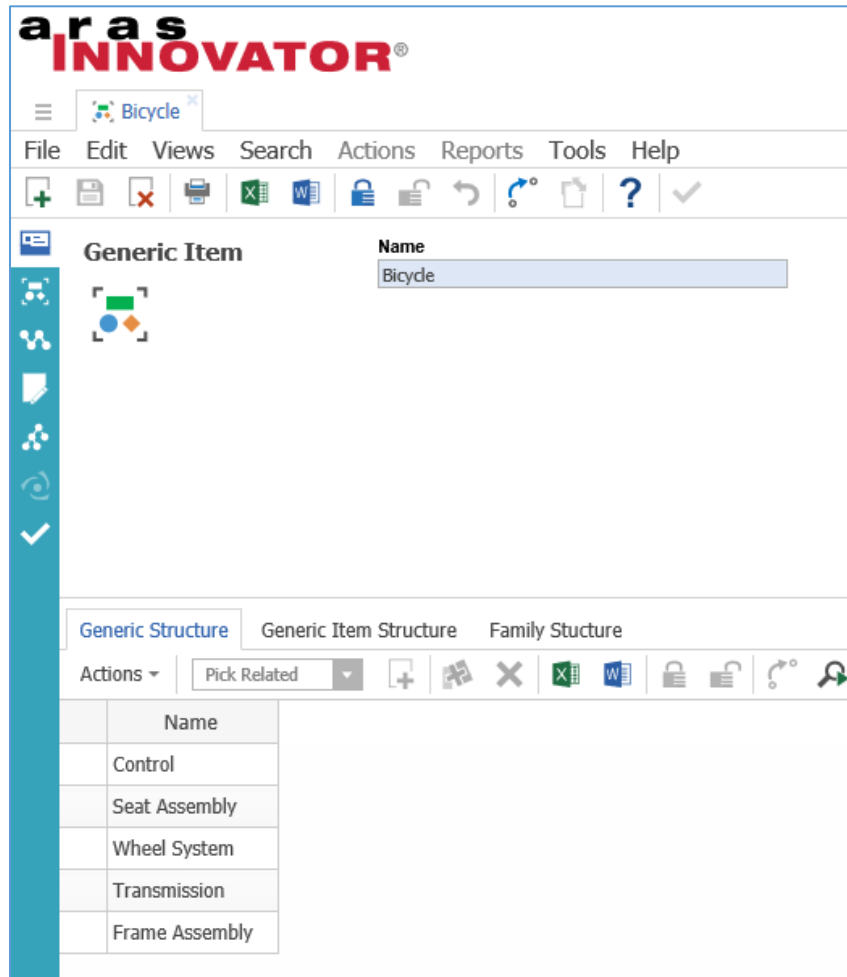 aras
INNOVATOR®
Bicycle
File Edit Views Search Actions Reports Tools Help
Generic Item
Name
Bicycle
Generic Structure Generic Item Structure Family Stucture
Actions Pick Related
Name
Control
Seat Assembly
Wheel System
Transmission
Frame Assembly